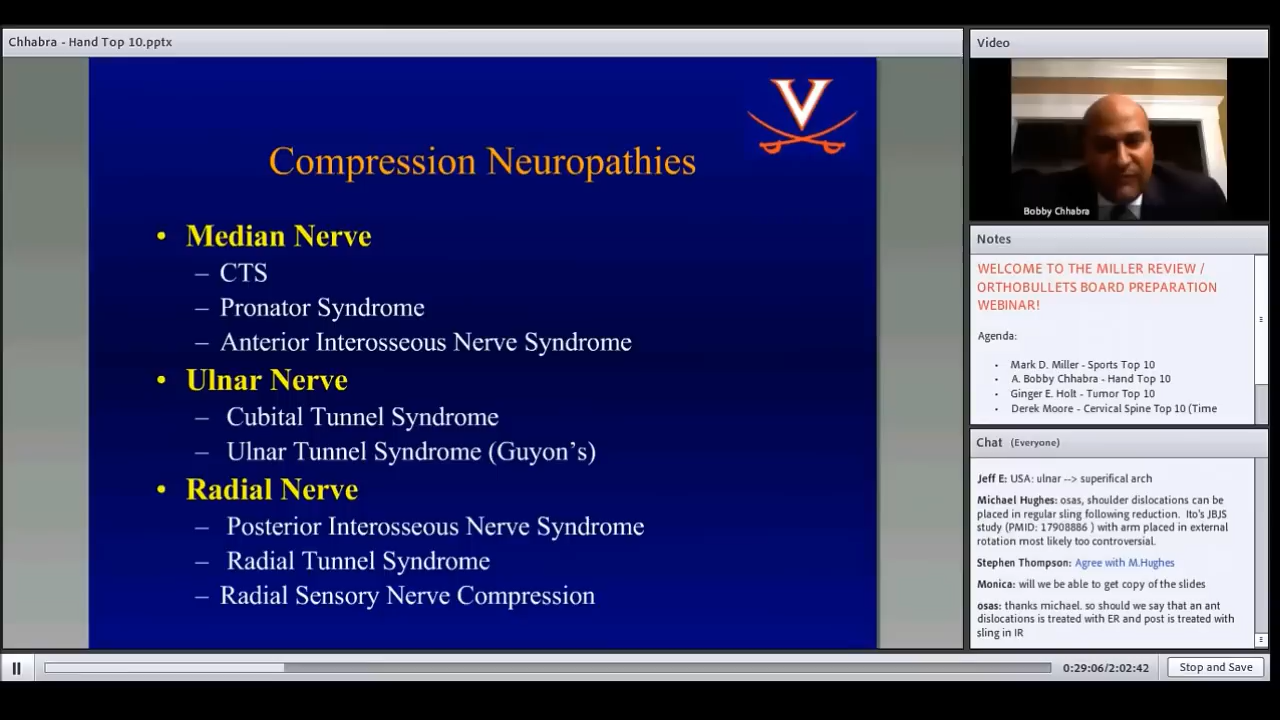 Chhabra - Hand Top 10.pptx
Compression Neuropathies
• Median Nerve
– CTS
– Pronator Syndrome
– Anterior Interosseous Nerve Syndrome
• Ulnar Nerve
– Cubital Tunnel Syndrome
– Ulnar Tunnel Syndrome (Guyon's)
• Radial Nerve
– Posterior Interosseous Nerve Syndrome
– Radial Tunnel Syndrome
– Radial Sensory Nerve Compression
V
Video
Bobby Chhabra
Notes
WELCOME TO THE MILLER REVIEW /
ORTHOBULLETS BOARD PREPARATION
WEBINAR!
Agenda:
• Mark D. Miller - Sports Top 10
• A. Bobby Chhabra - Hand Top 10
• Ginger E. Holt - Tumor Top 10
• Derek Moore - Cervical Spine Top 10 (Time
Chat (Everyone)
Jeff E: USA: ulnar --> superifical arch
Michael Hughes: osas, shoulder dislocations can be
placed in regular sling following reduction. Ito's JBJS
study (PMID: 17908886 ) with arm placed in external
rotation most likely too controversial.
Stephen Thompson: Agree with M.Hughes
Monica: will we be able to get copy of the slides
osas: thanks michael. so should we say that an ant
dislocations is treated with ER and post is treated with
sling in IR
0:29:06/2:02:42
Stop and Save